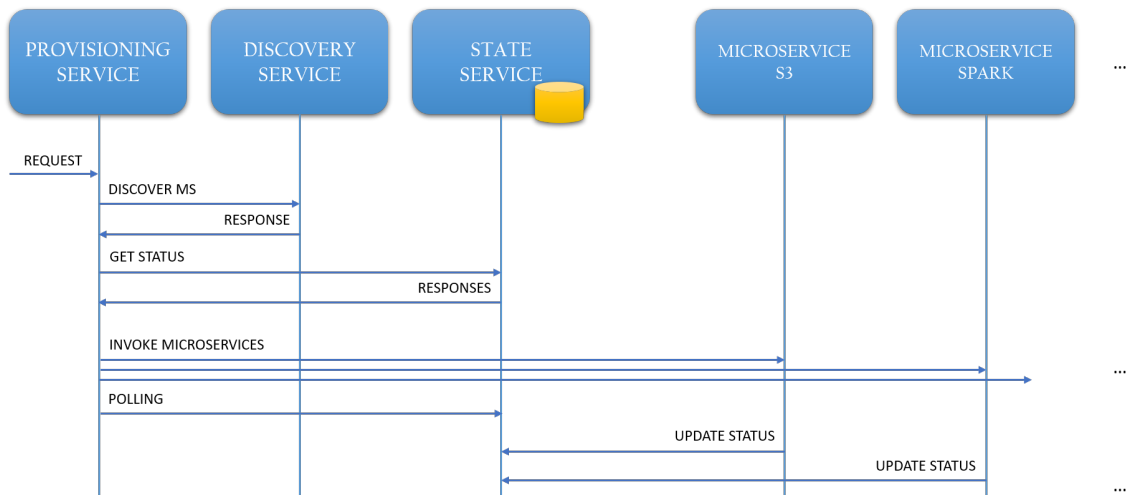 PROVISIONING
SERVICE
DISCOVERY
SERVICE
STATE
SERVICE
MICROSERVICE
S3
MICROSERVICE
SPARK
...
REQUEST
DISCOVER MS
RESPONSE
GET STATUS
RESPONSES
INVOKE MICROSERVICES
...
POLLING
UPDATE STATUS
UPDATE STATUS
...